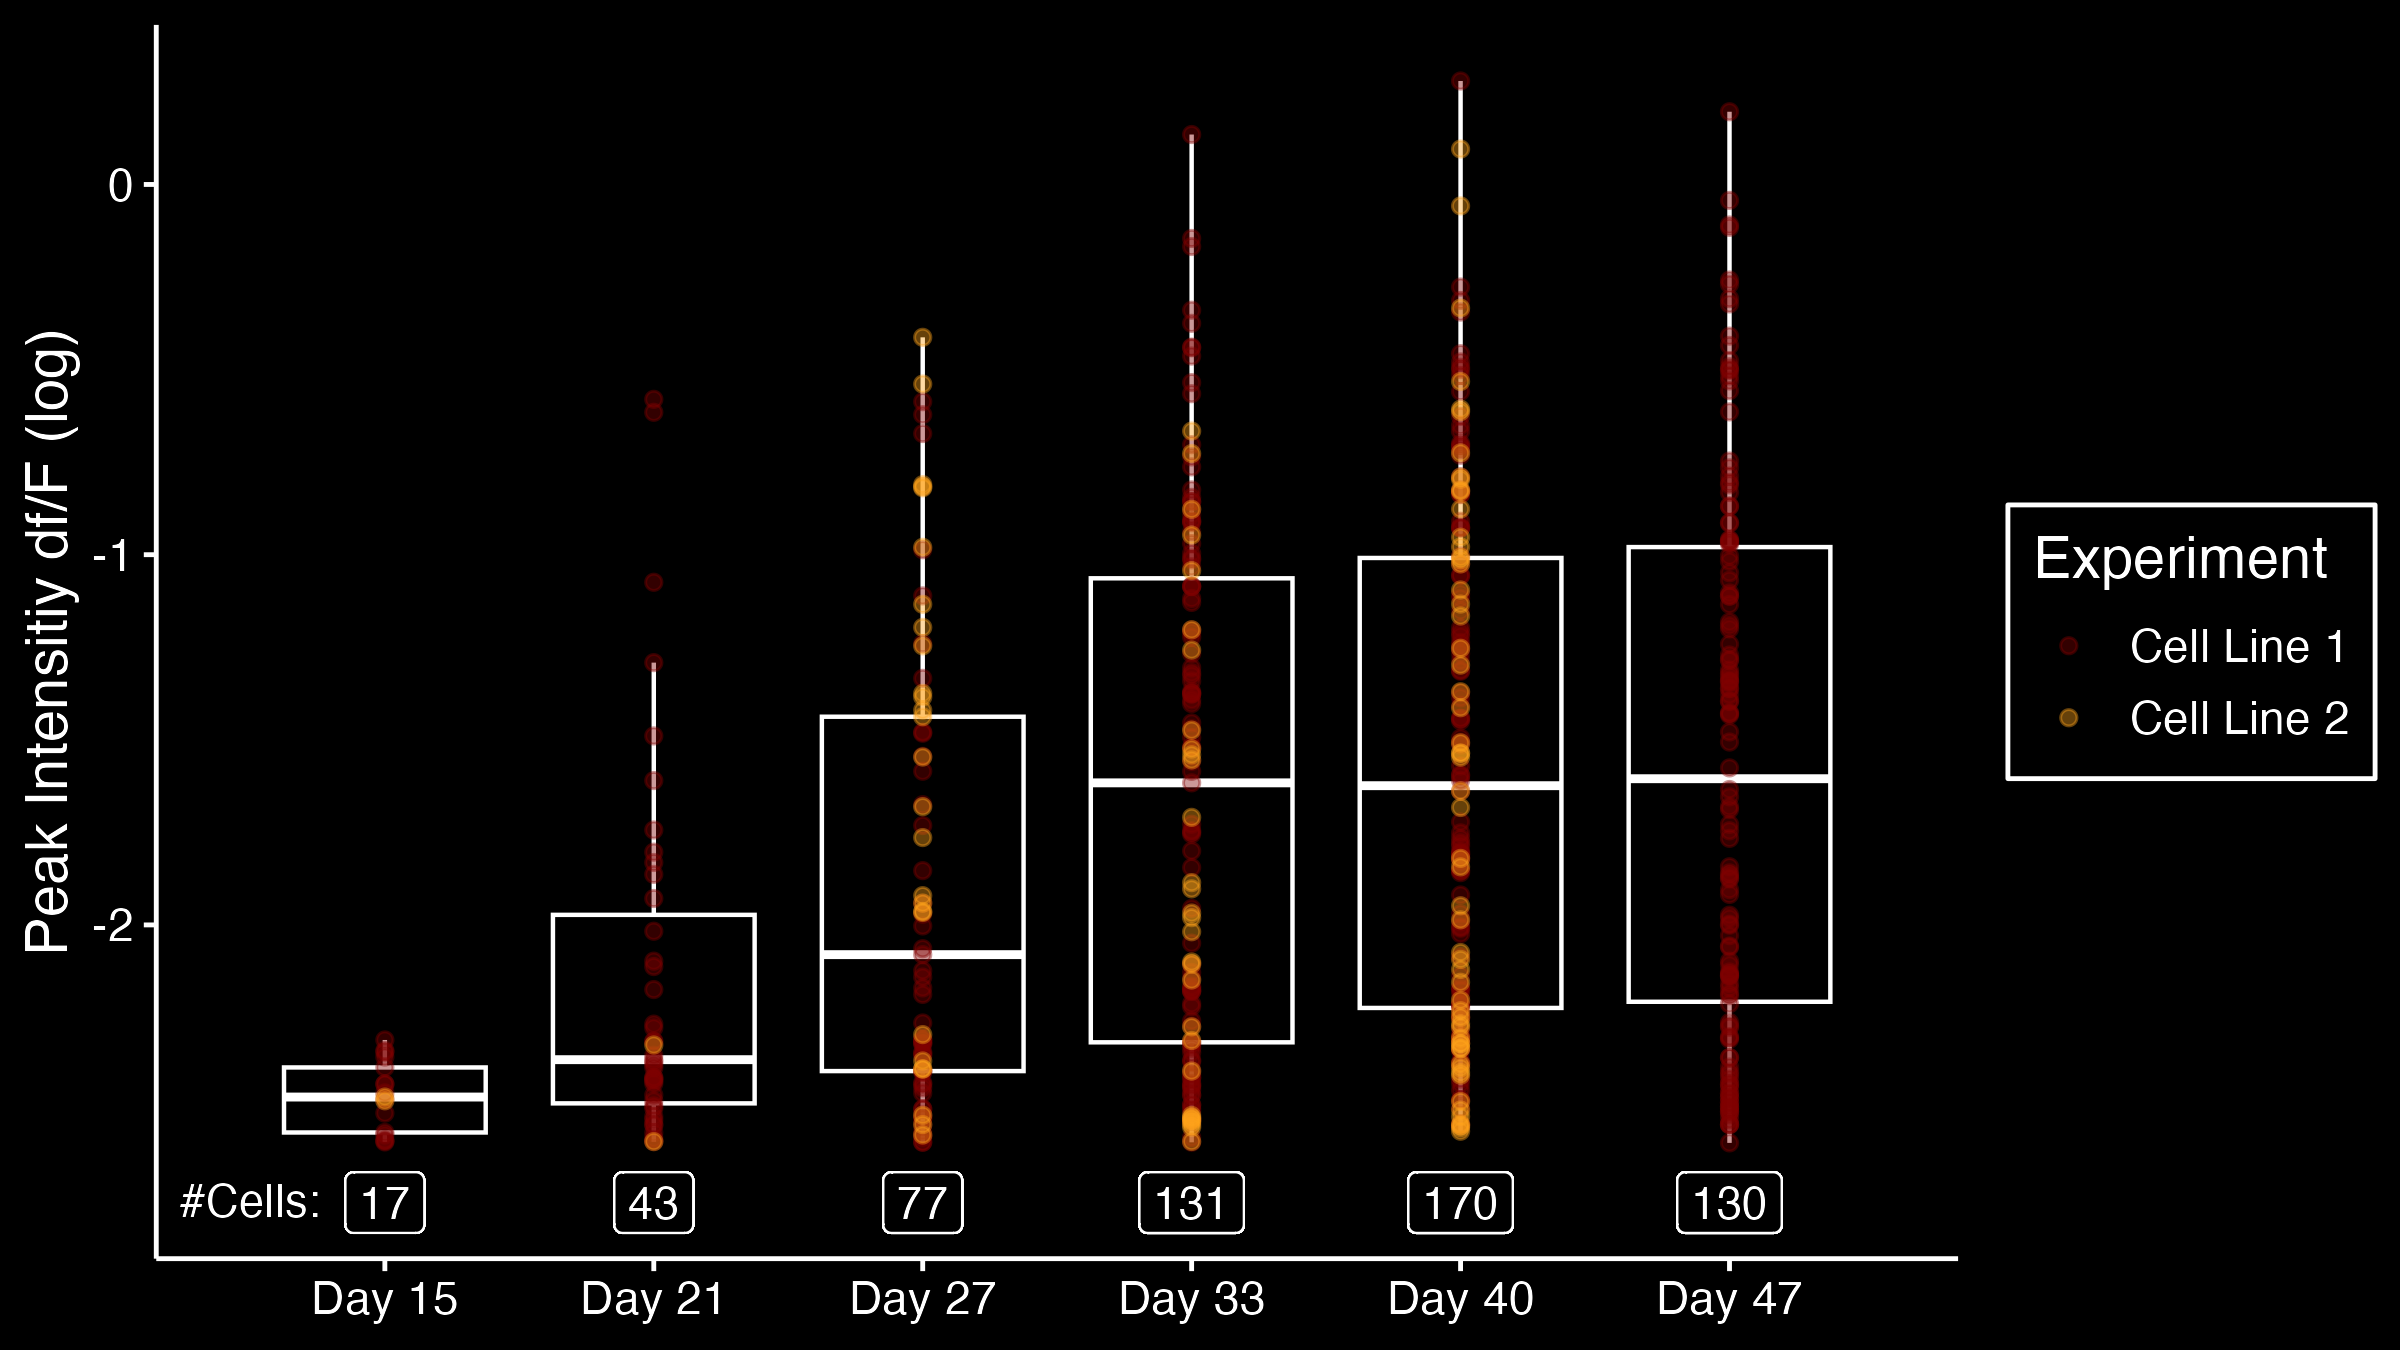 Peak Intensitiy df/F (log)
0
-1
-2
#Cells: 17 43 77 131 170 130
Day 15 Day 21 Day 27 Day 33 Day 40 Day 47
Experiment
Cell Line 1
Cell Line 2